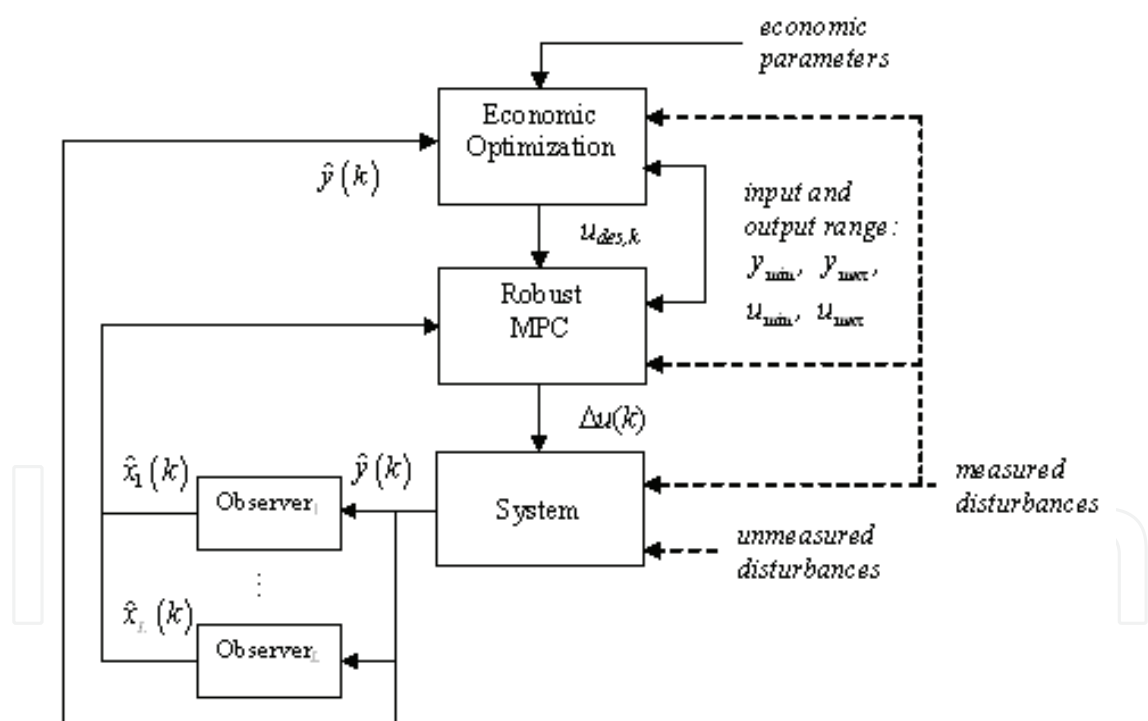 economic
parameters
Economic
Optimization
ŷ(k)
u_des,k
input and
output range:
y_min, y_max,
u_min, u_max
Robust
MPC
Δu(k)
x̂_1(k)
ŷ(k)
Observer_1
System
measured
disturbances
unmeasured
disturbances
⋮
x̂_L(k)
Observer_L